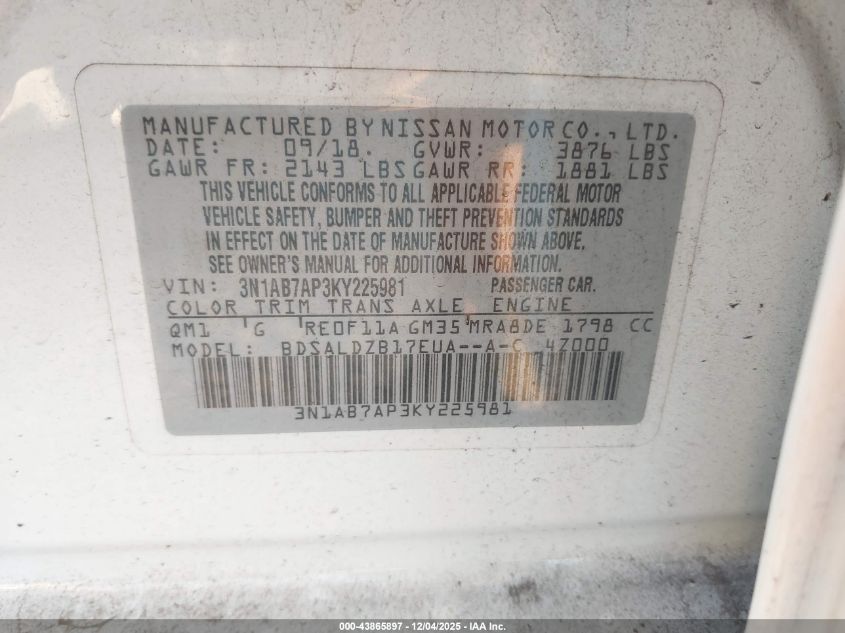 MANUFACTURED BY NISSAN MOTOR CO., LTD.
DATE: 09/18. GVWR: 3876 LBS
GAWR FR: 2143 LBS GAWR RR: 1881 LBS
THIS VEHICLE CONFORMS TO ALL APPLICABLE FEDERAL MOTOR
VEHICLE SAFETY, BUMPER AND THEFT PREVENTION STANDARDS
IN EFFECT ON THE DATE OF MANUFACTURE SHOWN ABOVE.
SEE OWNER'S MANUAL FOR ADDITIONAL INFORMATION.
VIN: 3N1AB7AP3KY225981 PASSENGER CAR.
COLOR TRIM TRANS AXLE ENGINE
QM1 G RE0F11A GM35 MRA8DE 1798 CC
MODEL: BDSALDZB17EUA--A-C 4Z000
3N1AB7AP3KY225981
000-43865897 - 12/04/2025 - IAA Inc.